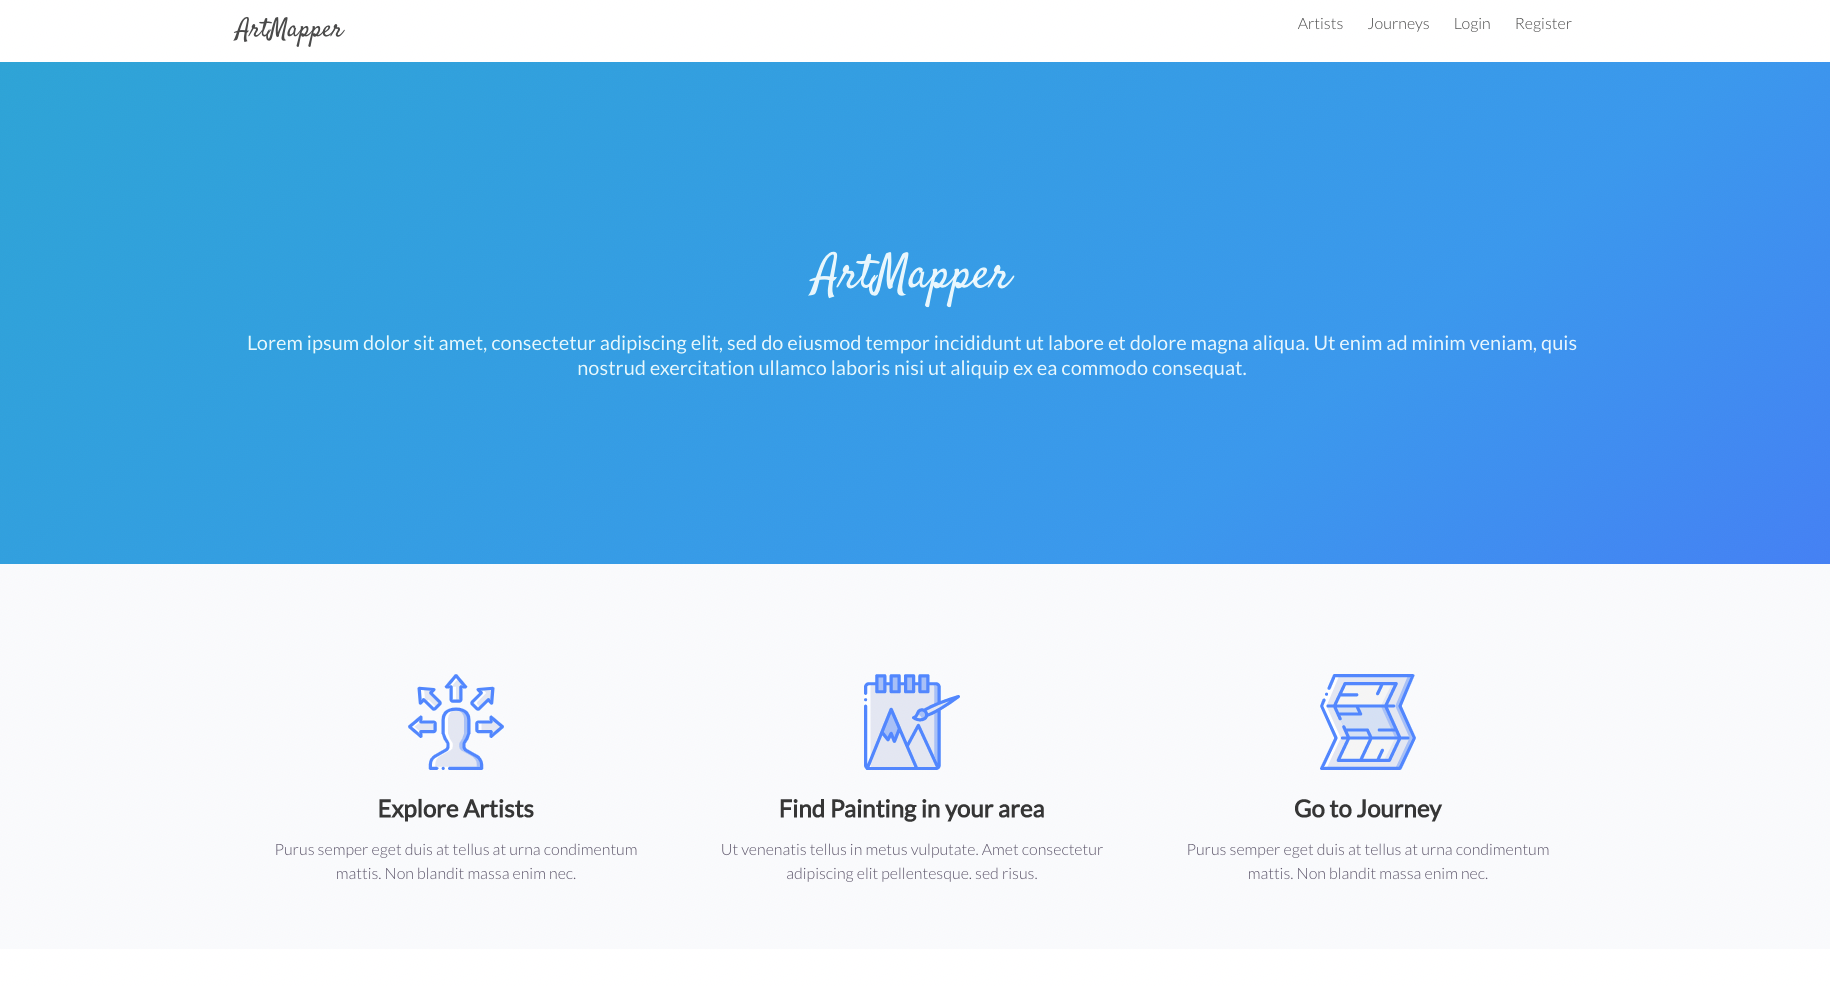 ArtMapper
Artists Journeys Login Register
ArtMapper
Lorem ipsum dolor sit amet, consectetur adipiscing elit, sed do eiusmod tempor incididunt ut labore et dolore magna aliqua. Ut enim ad minim veniam, quis
nostrud exercitation ullamco laboris nisi ut aliquip ex ea commodo consequat.
Explore Artists
Purus semper eget duis at tellus at urna condimentum
mattis. Non blandit massa enim nec.
Find Painting in your area
Ut venenatis tellus in metus vulputate. Amet consectetur
adipiscing elit pellentesque. sed risus.
Go to Journey
Purus semper eget duis at tellus at urna condimentum
mattis. Non blandit massa enim nec.